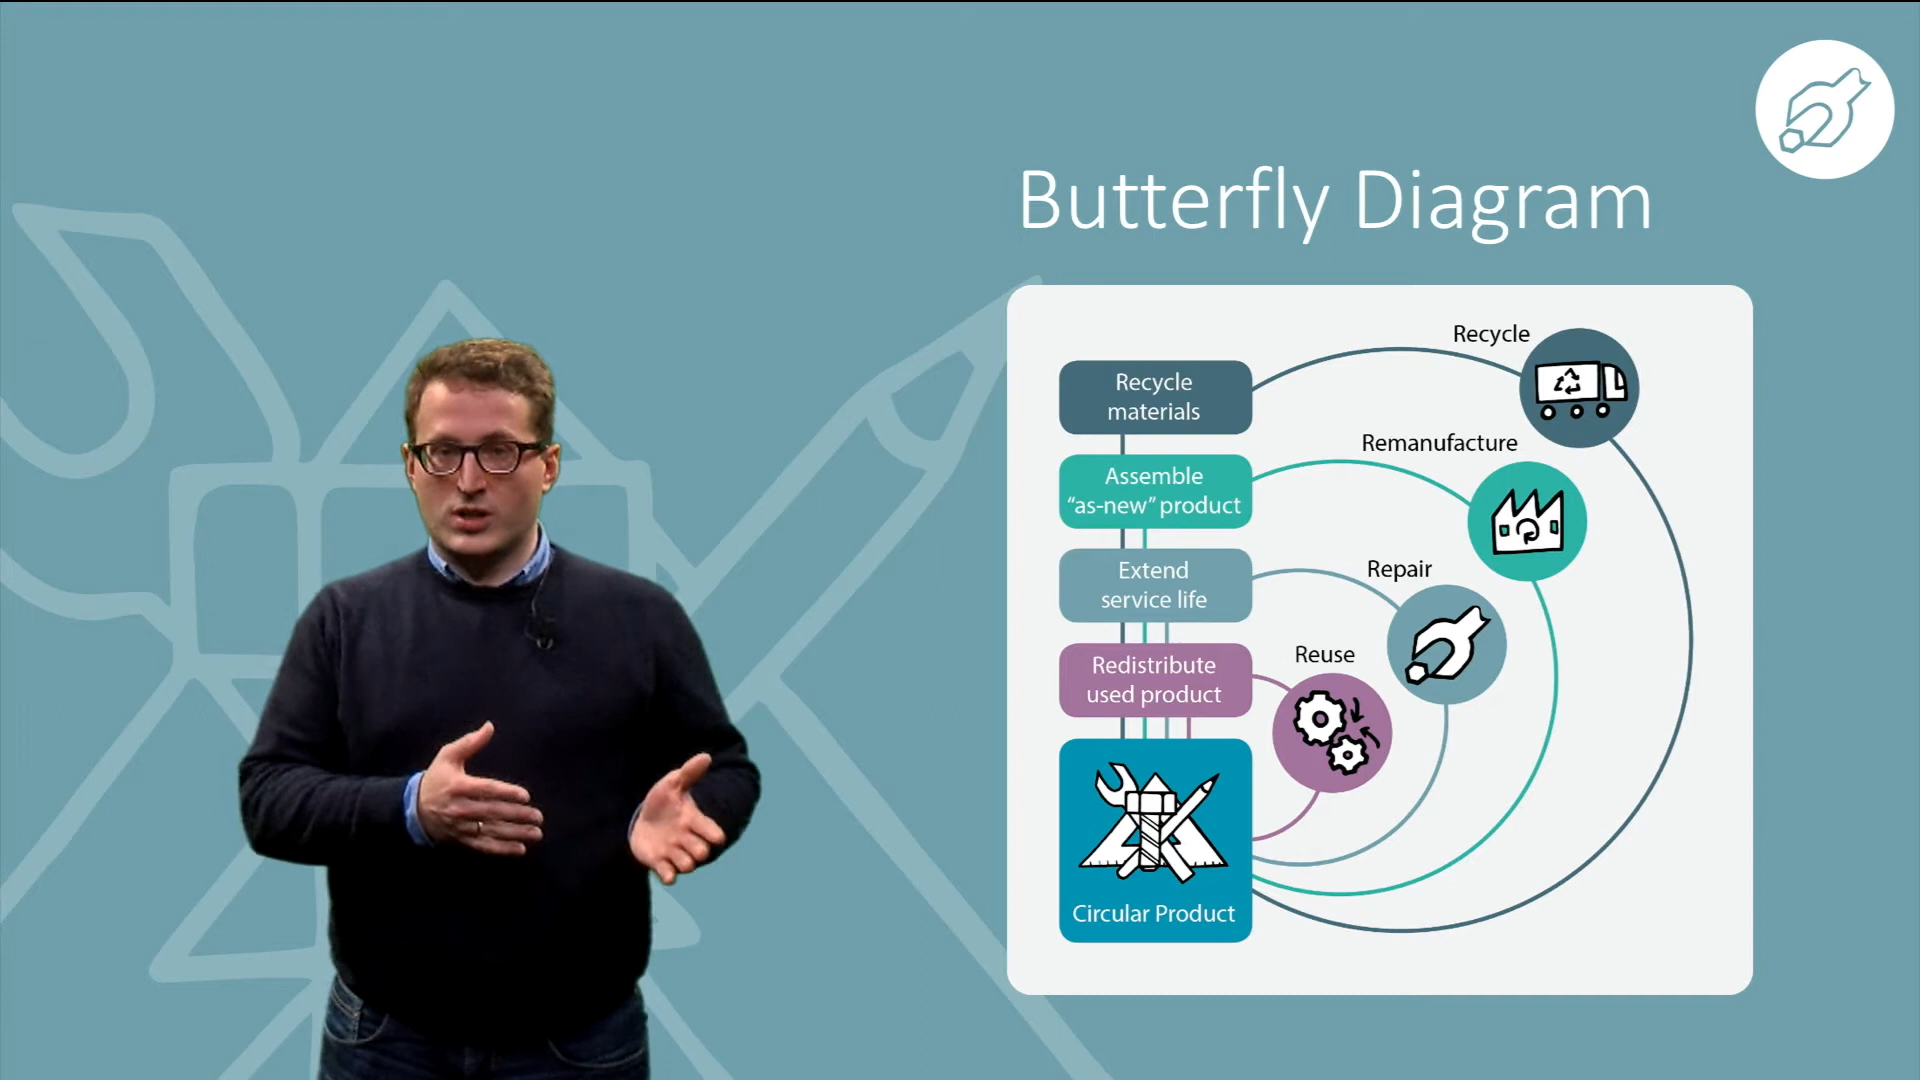 Butterfly Diagram
Recycle
Recycle
materials
Remanufacture
Assemble
“as-new” product
Repair
Extend
service life
Reuse
Redistribute
used product
Circular Product